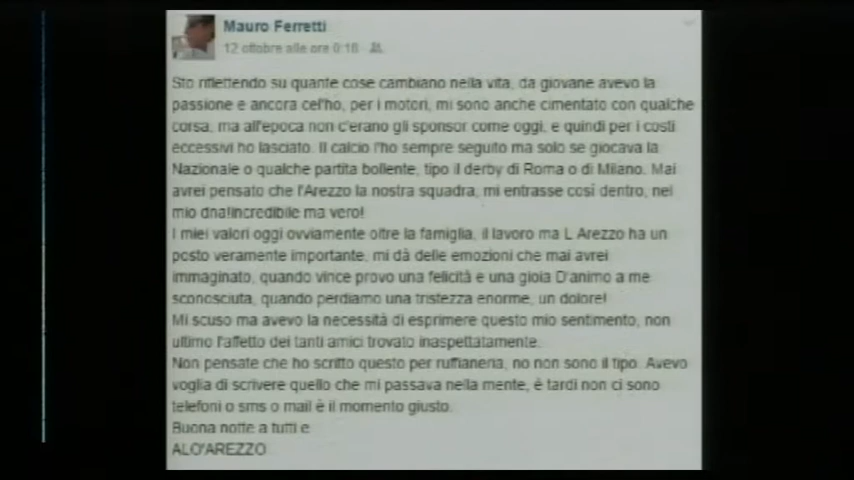 Mauro Ferretti
12 ottobre alle ore 0:16
Sto riflettendo su quante cose cambiano nella vita, da giovane avevo la
passione e ancora cel'ho, per i motori, mi sono anche cimentato con qualche
corsa, ma all'epoca non c'erano gli sponsor come oggi, e quindi per i costi
eccessivi ho lasciato. Il calcio l'ho sempre seguito ma solo se giocava la
Nazionale o qualche partita bollente, tipo il derby di Roma o di Milano. Mai
avrei pensato che l'Arezzo la nostra squadra, mi entrasse così dentro, nel
mio dna!incredibile ma vero!
I miei valori oggi ovviamente oltre la famiglia, il lavoro ma L Arezzo ha un
posto veramente importante, mi dà delle emozioni che mai avrei
immaginato, quando vince provo una felicità e una gioia D'animo a me
sconosciuta, quando perdiamo una tristezza enorme, un dolore!
Mi scuso ma avevo la necessità di esprimere questo mio sentimento, non
ultimo l'affetto dei tanti amici trovato inaspettatamente.
Non pensate che ho scritto questo per ruffianeria, no non sono il tipo. Avevo
voglia di scrivere quello che mi passava nella mente, è tardi non ci sono
telefoni o sms o mail è il momento giusto.
Buona notte a tutti e
ALO'AREZZO